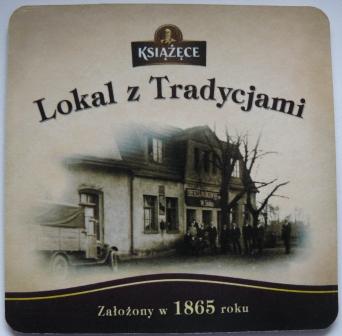 KSIĄŻĘCE
Lokal z Tradycjami
Założony w 1865 roku